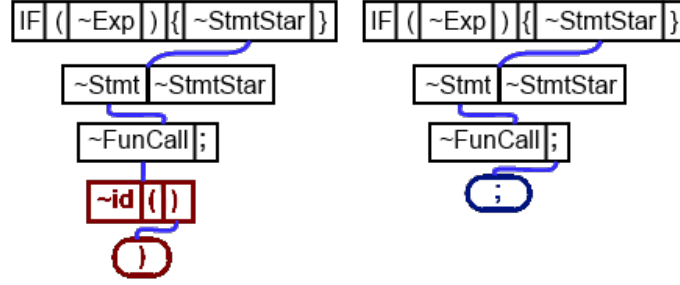 IF ( ~Exp ) { ~StmtStar } IF ( ~Exp ) { ~StmtStar }
~Stmt ~StmtStar ~Stmt ~StmtStar
~FunCall ; ~FunCall ;
~id ( ) ;
)